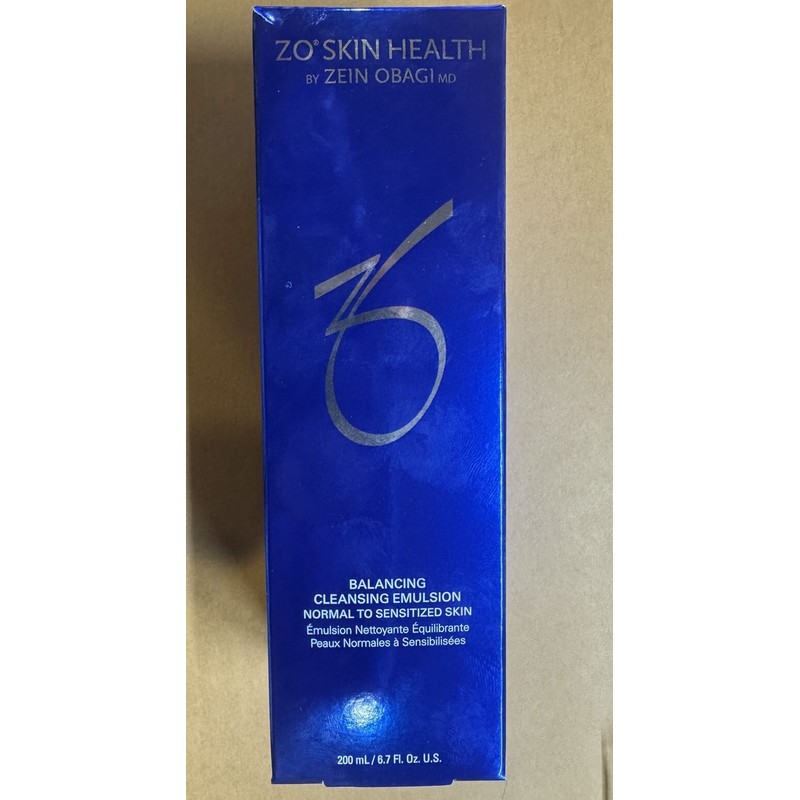 ZO® SKIN HEALTH
BY ZEIN OBAGI MD
BALANCING
CLEANSING EMULSION
NORMAL TO SENSITIZED SKIN
Émulsion Nettoyante Équilibrante
Peaux Normales à Sensibilisées
200 mL / 6.7 Fl. Oz. U.S.